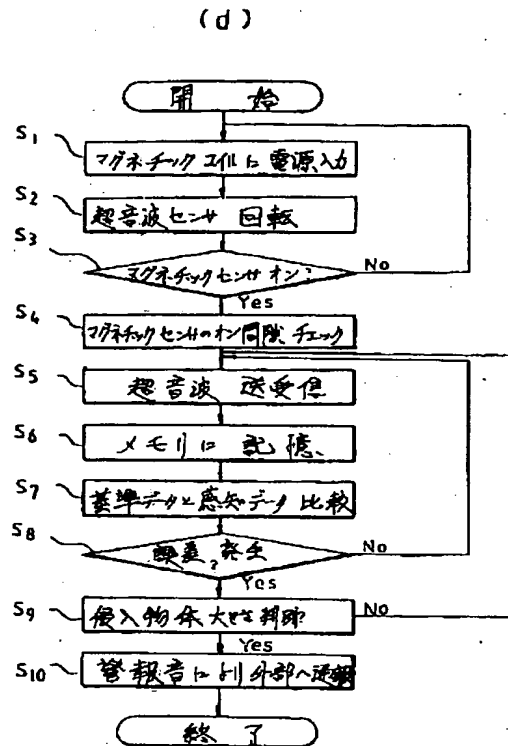 (d)
開 始
S1 マグネチックコイルに電源入力
S2 超音波センサ 回転
S3 マグネチックセンサオン? No
Yes
S4 マグネチックセンサのオン間隙チェック
S5 超音波 送受信
S6 メモリに記憶
S7 基準データと感知データ比較
S8 誤差発生 No
Yes
S9 侵入物体大きさ判断? No
Yes
S10 警報音により外部へ
終 了